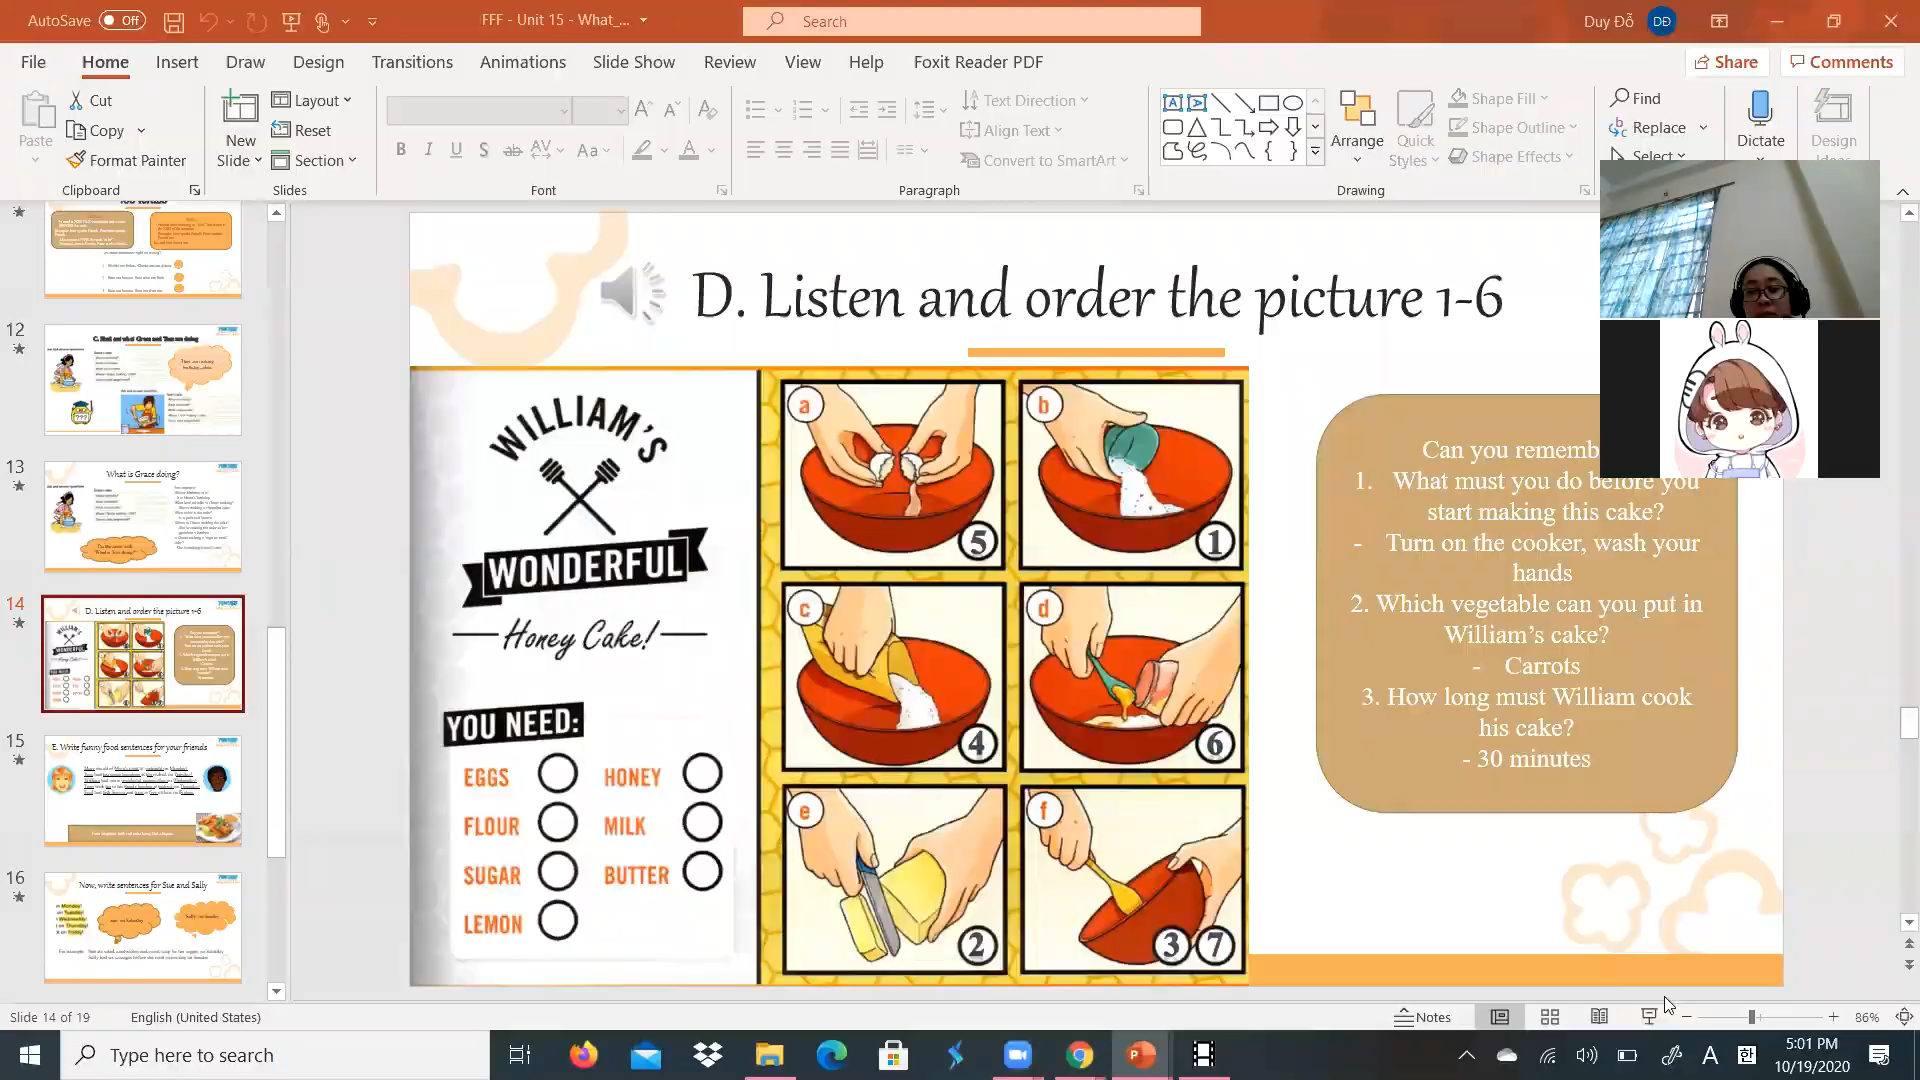 AutoSave Off
FFF - Unit 15 - What_...
Search
Duy Đỗ
DĐ
File Home Insert Draw Design Transitions Animations Slide Show Review View Help Foxit Reader PDF
Share Comments
Paste
Cut
Copy
Format Painter
Clipboard
New Slide
Layout
Reset
Section
Slides
Font
Text Direction
Align Text
Convert to SmartArt
Paragraph
Arrange
Quick Styles
Shape Fill
Shape Outline
Shape Effects
Drawing
Find
Replace
Select
Dictate
Design
12
13
What is Grace doing?
14
D. Listen and order the picture 1-6
15
E. Write funny food sentences for your friends
16
Now, write sentences for Sue and Sally
D. Listen and order the picture 1-6
WILLIAM'S
WONDERFUL
Honey Cake!
YOU NEED:
EGGS HONEY
FLOUR MILK
SUGAR BUTTER
LEMON
a 5
b 1
c 4
d 6
e 2
f 3 7
Can you rememb
1. What must you do before you
start making this cake?
- Turn on the cooker, wash your
hands
2. Which vegetable can you put in
William's cake?
- Carrots
3. How long must William cook
his cake?
- 30 minutes
Slide 14 of 19
English (United States)
Notes
86%
Type here to search
A
한
5:01 PM
10/19/2020